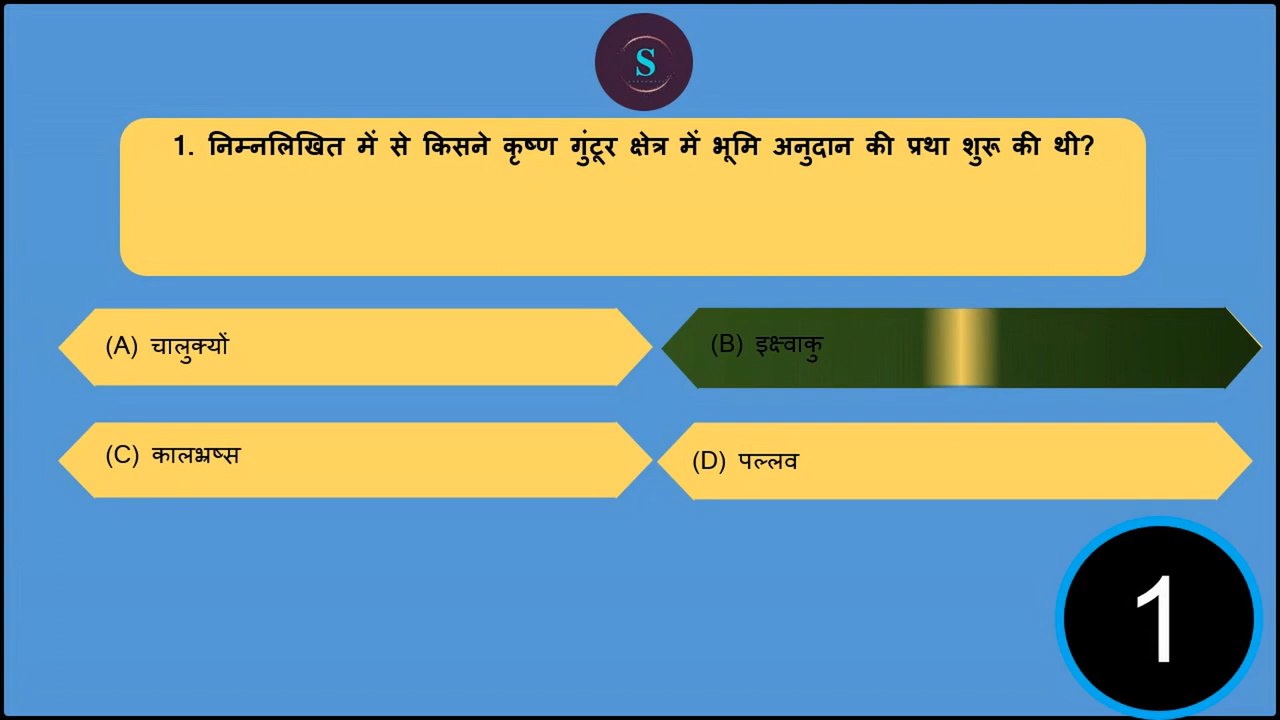 S
1. निम्नलिखित में से किसने कृष्ण गुंटूर क्षेत्र में भूमि अनुदान की प्रथा शुरू की थी?
(A) चालुक्यों
(B) इक्ष्वाकु
(C) कालभ्रष्स
(D) पल्लव
1